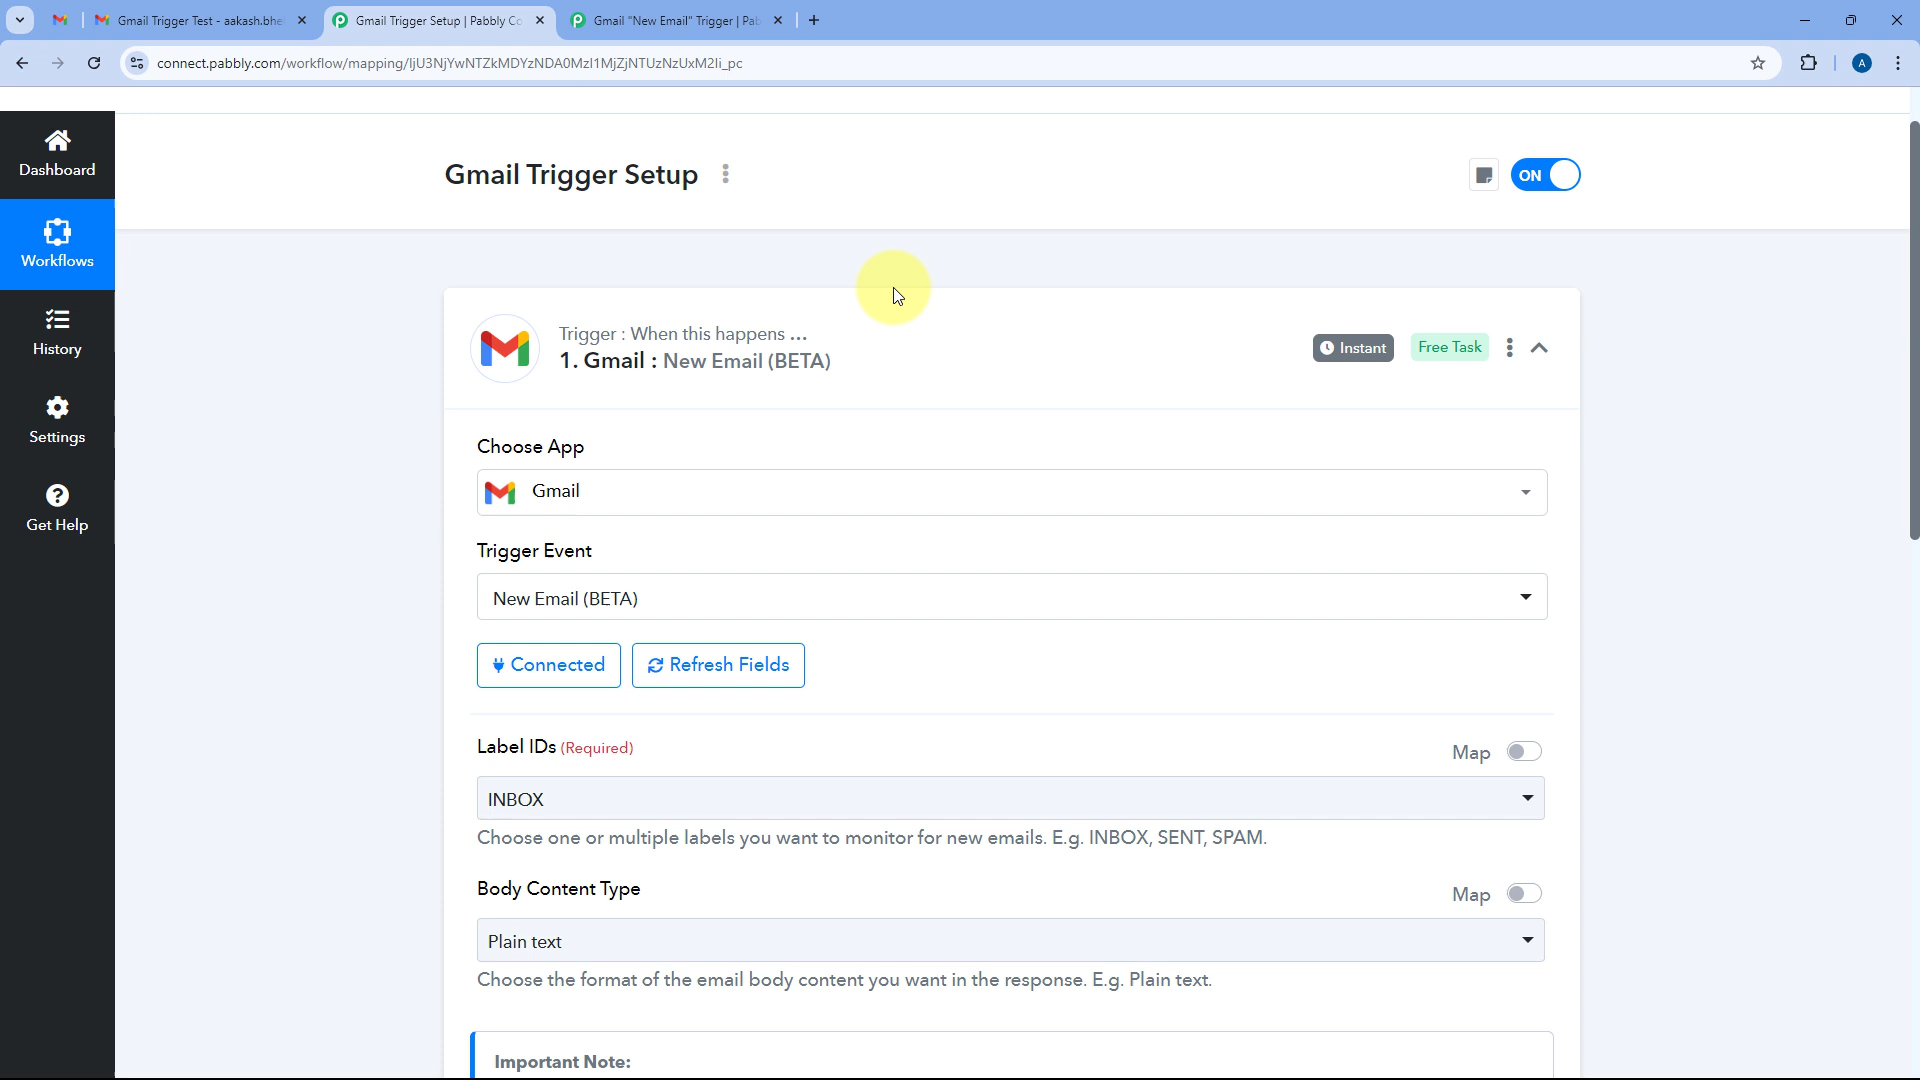 Gmail Trigger Test - aakash.bhe
Gmail Trigger Setup | Pabbly Co
Gmail "New Email" Trigger | Pab
connect.pabbly.com/workflow/mapping/IjU3NjYwNTZkMDYzNDA0MzI1MjZjNTUzNzUxM2Ii_pc
A
Dashboard
Workflows
History
Settings
Get Help
Gmail Trigger Setup
ON
Trigger : When this happens ...
1. Gmail : New Email (BETA)
Instant
Free Task
Choose App
Gmail
Trigger Event
New Email (BETA)
Connected
Refresh Fields
Label IDs (Required)
Map
INBOX
Choose one or multiple labels you want to monitor for new emails. E.g. INBOX, SENT, SPAM.
Body Content Type
Map
Plain text
Choose the format of the email body content you want in the response. E.g. Plain text.
Important Note: